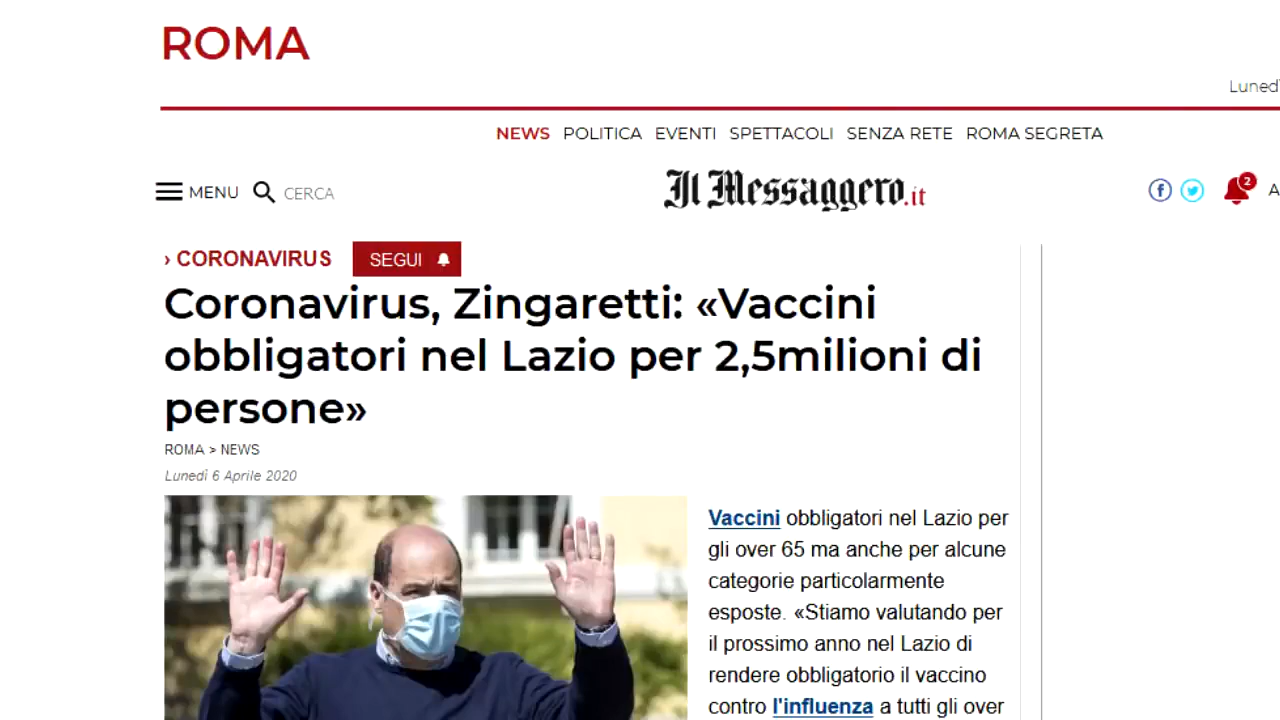 ROMA
Lunedì
NEWS POLITICA EVENTI SPETTACOLI SENZA RETE ROMA SEGRETA
MENU CERCA Il Messaggero.it 2 A
› CORONAVIRUS SEGUI
Coronavirus, Zingaretti: «Vaccini
obbligatori nel Lazio per 2,5milioni di
persone»
ROMA > NEWS
Lunedì 6 Aprile 2020
Vaccini obbligatori nel Lazio per
gli over 65 ma anche per alcune
categorie particolarmente
esposte. «Stiamo valutando per
il prossimo anno nel Lazio di
rendere obbligatorio il vaccino
contro l'influenza a tutti gli over